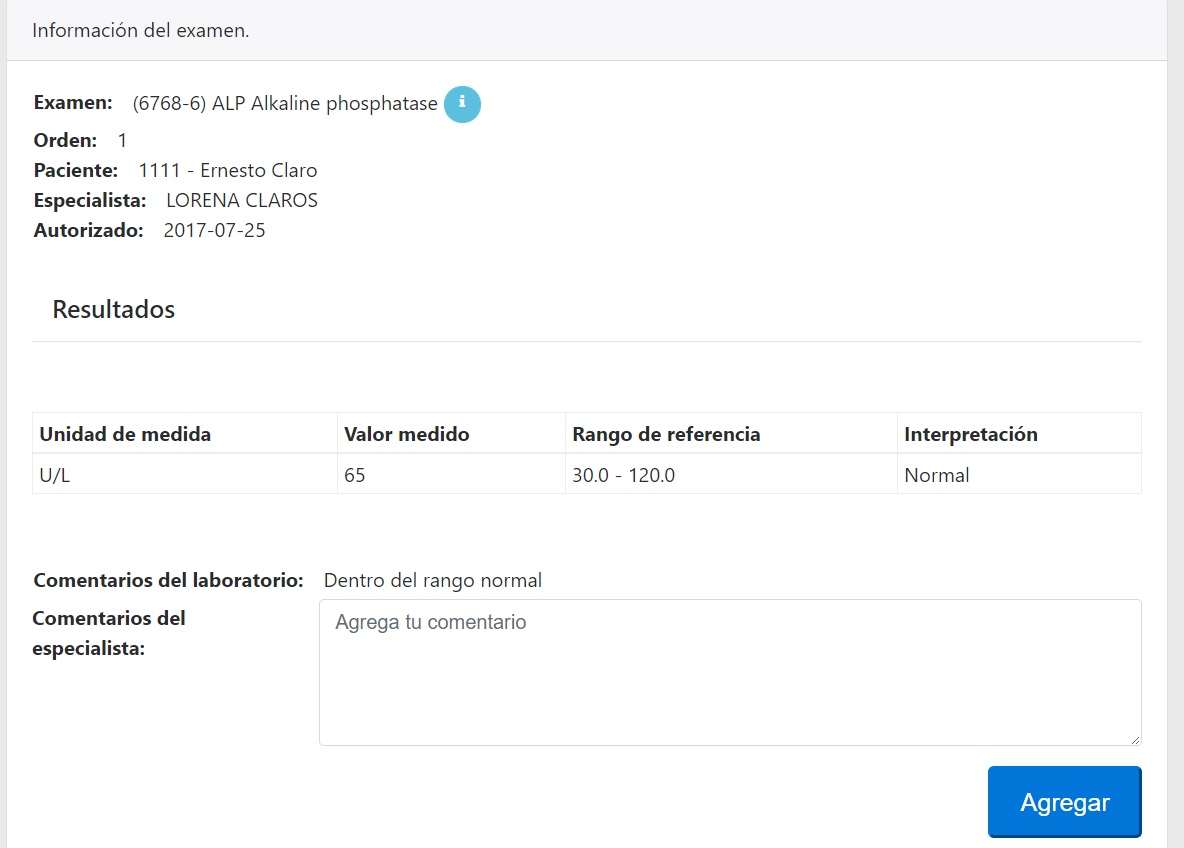 Información del examen.
Examen: (6768-6) ALP Alkaline phosphatase i
Orden: 1
Paciente: 1111 - Ernesto Claro
Especialista: LORENA CLAROS
Autorizado: 2017-07-25
Resultados
Unidad de medida Valor medido Rango de referencia Interpretación
U/L 65 30.0 - 120.0 Normal
Comentarios del laboratorio: Dentro del rango normal
Comentarios del especialista: Agrega tu comentario
Agregar